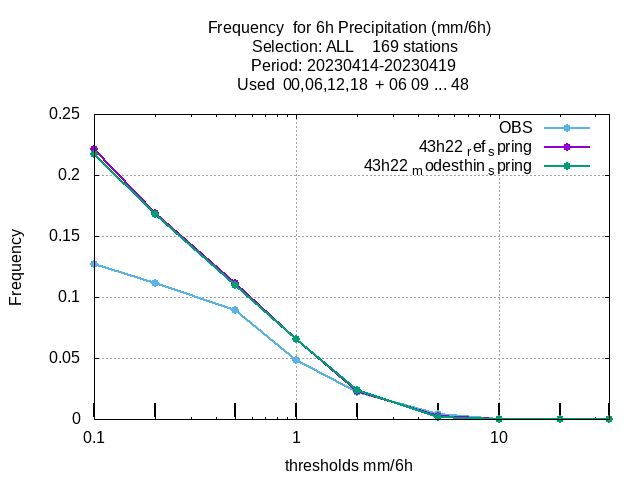 Frequency  for 6h Precipitation (mm/6h)
Selection: ALL    169 stations
Period: 20230414-20230419
Used  00,06,12,18  + 06 09 ... 48
0.25
OBS
43h22 ref spring
43h22 modesthin spring
0.2
0.15
0.1
0.05
0
Frequency
0.1 1 10
thresholds mm/6h